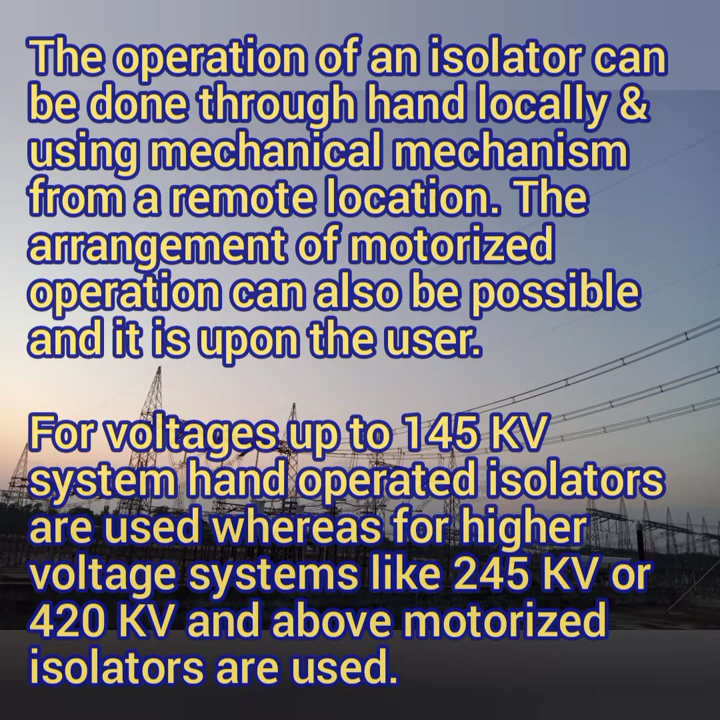 The operation of an isolator can
be done through hand locally &
using mechanical mechanism
from a remote location. The
arrangement of motorized
operation can also be possible
and it is upon the user.
For voltages up to 145 KV
system hand operated isolators
are used whereas for higher
voltage systems like 245 KV or
420 KV and above motorized
isolators are used.